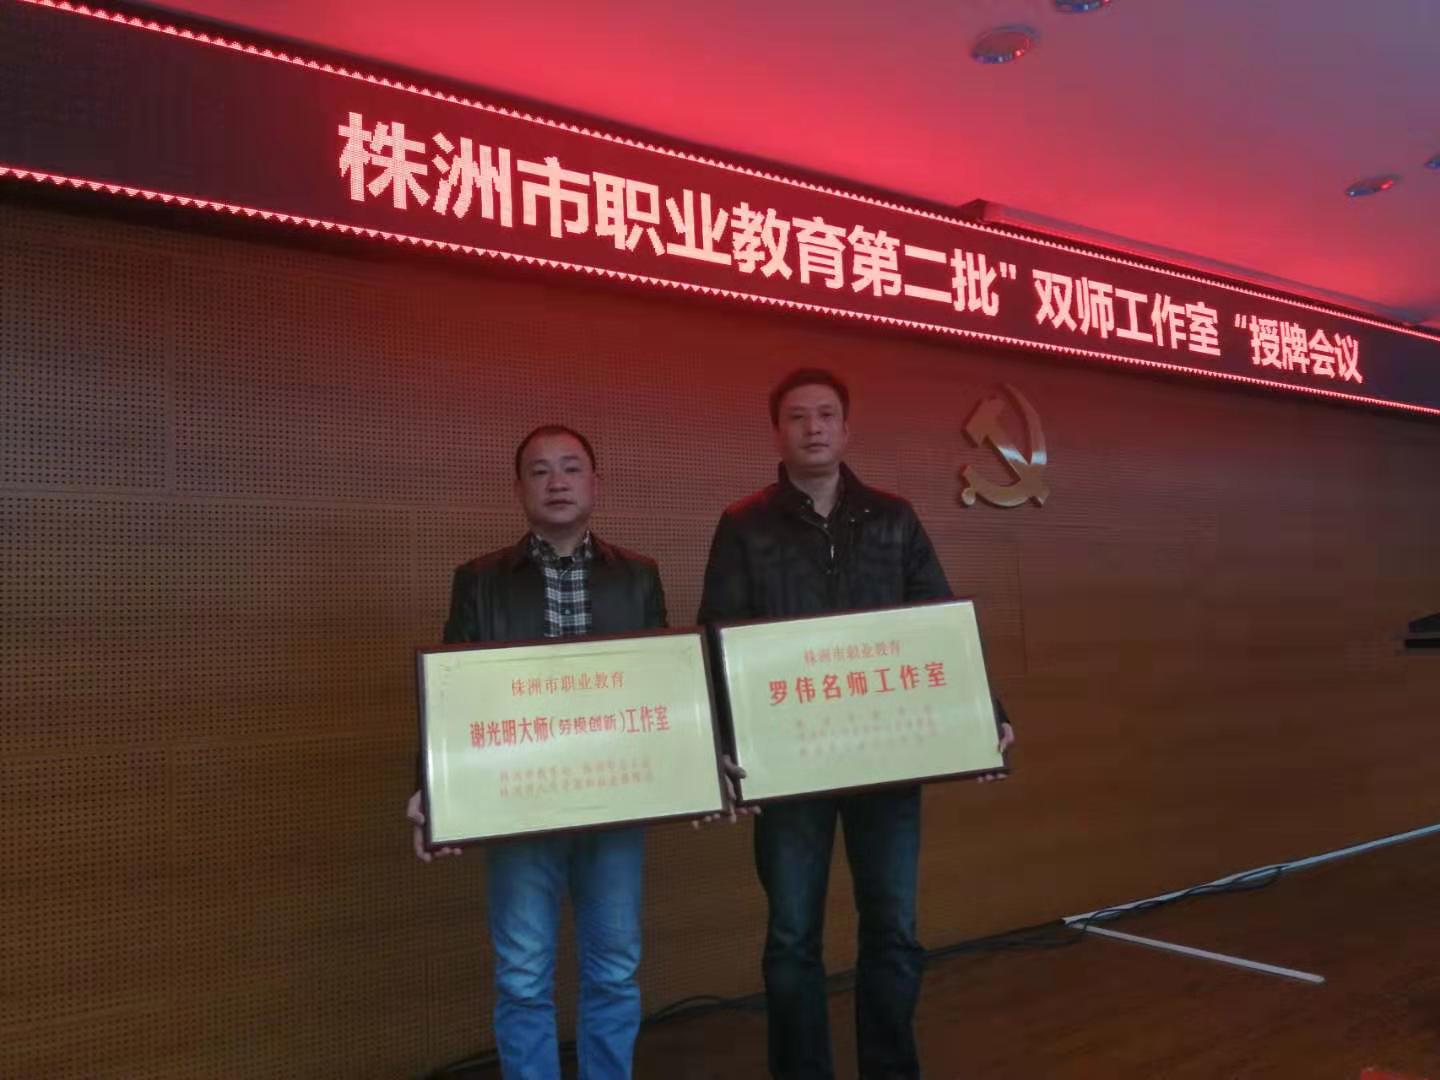 株洲市职业教育第二批"双师工作室“授牌会议
株洲市职业教育
谢光明大师(劳模创新)工作室
株洲市职业教育
罗伟名师工作室